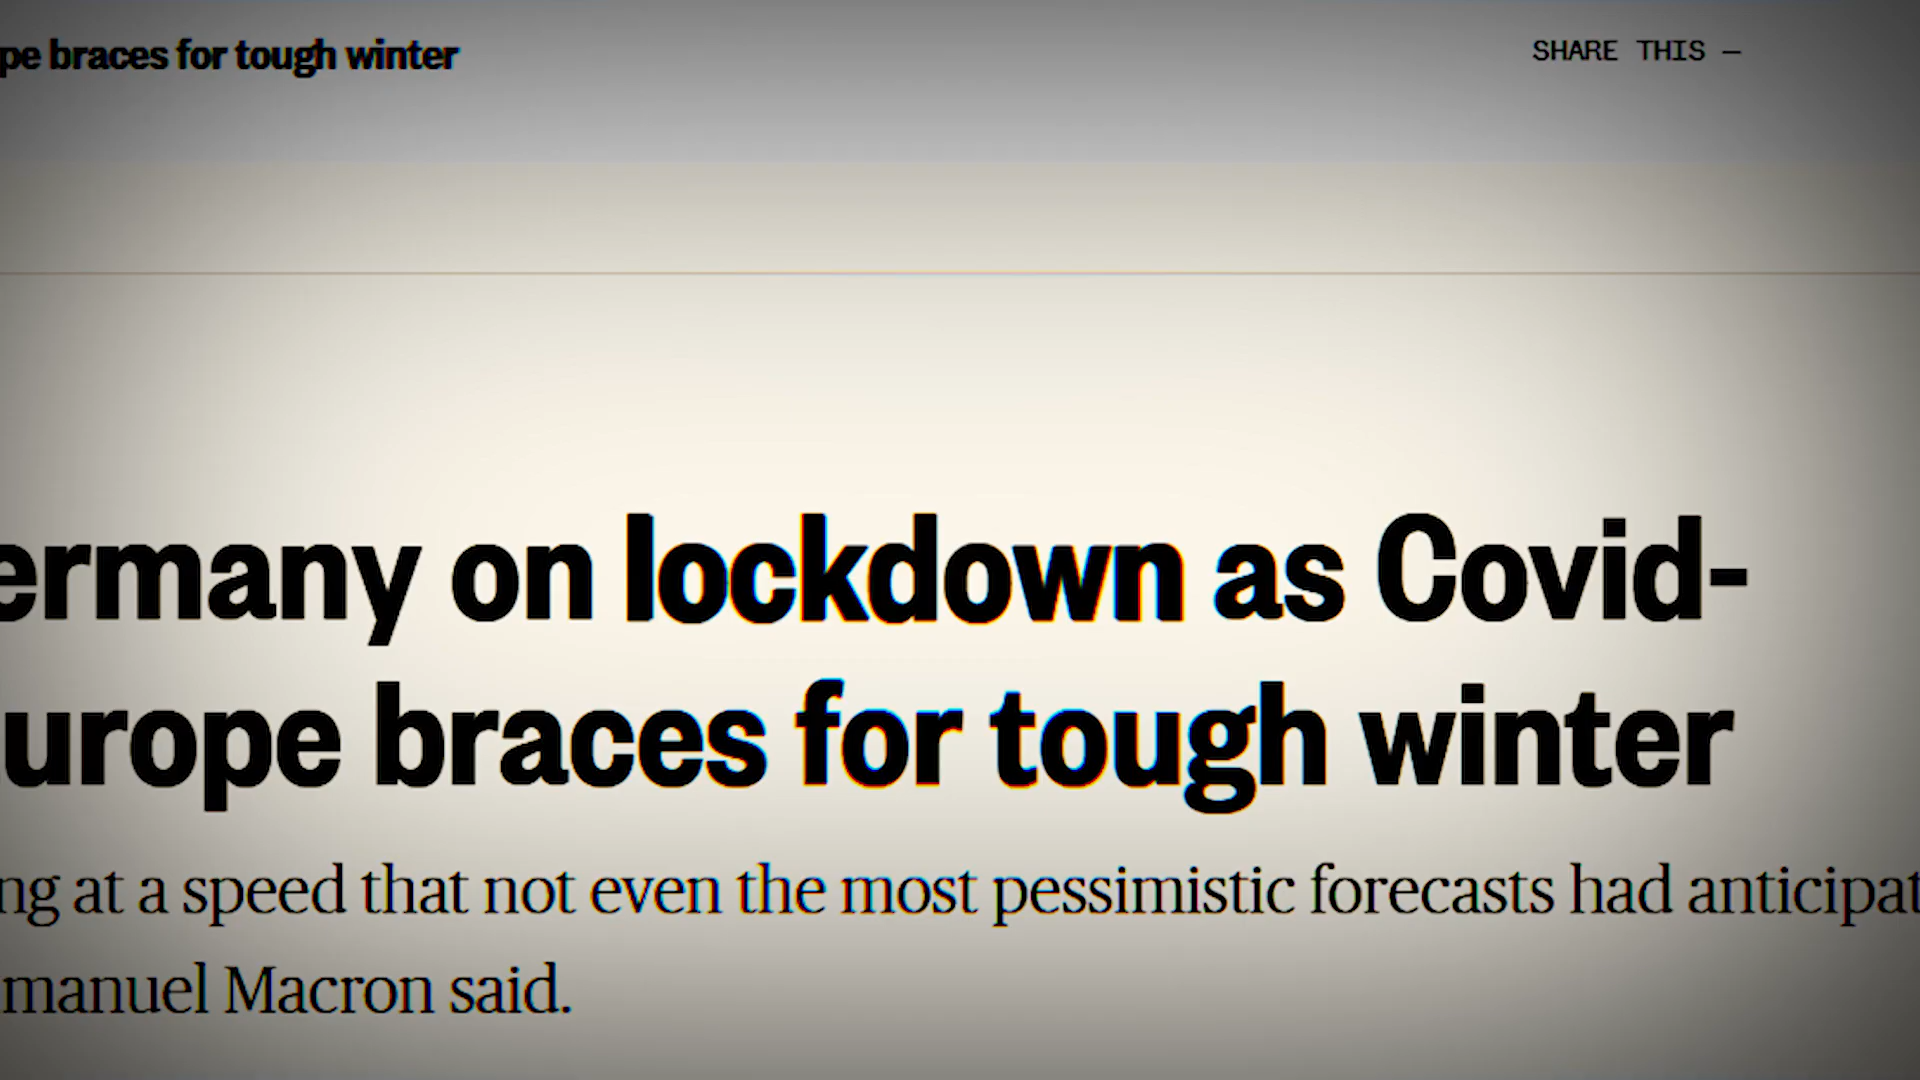 pe braces for tough winter
SHARE THIS —
ermany on lockdown as Covid-
urope braces for tough winter
ng at a speed that not even the most pessimistic forecasts had anticipat
manuel Macron said.